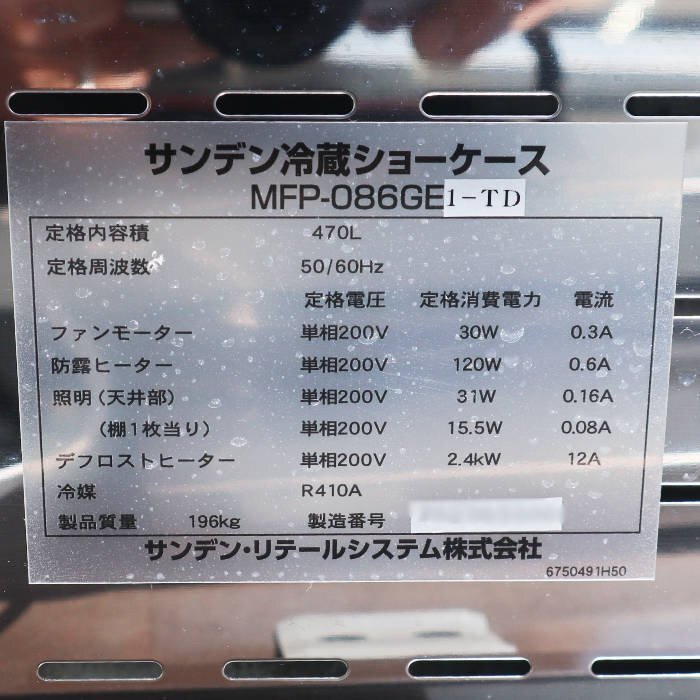 サンデン冷蔵ショーケース
MFP-086GE1-TD
定格内容積 470L
定格周波数 50/60Hz
定格電圧 定格消費電力 電流
ファンモーター 単相200V 30W 0.3A
防露ヒーター 単相200V 120W 0.6A
照明(天井部) 単相200V 31W 0.16A
(棚1枚当り) 単相200V 15.5W 0.08A
デフロストヒーター 単相200V 2.4kW 12A
冷媒 R410A
製品質量 196kg 製造番号
サンデン・リテールシステム株式会社
6750491H50